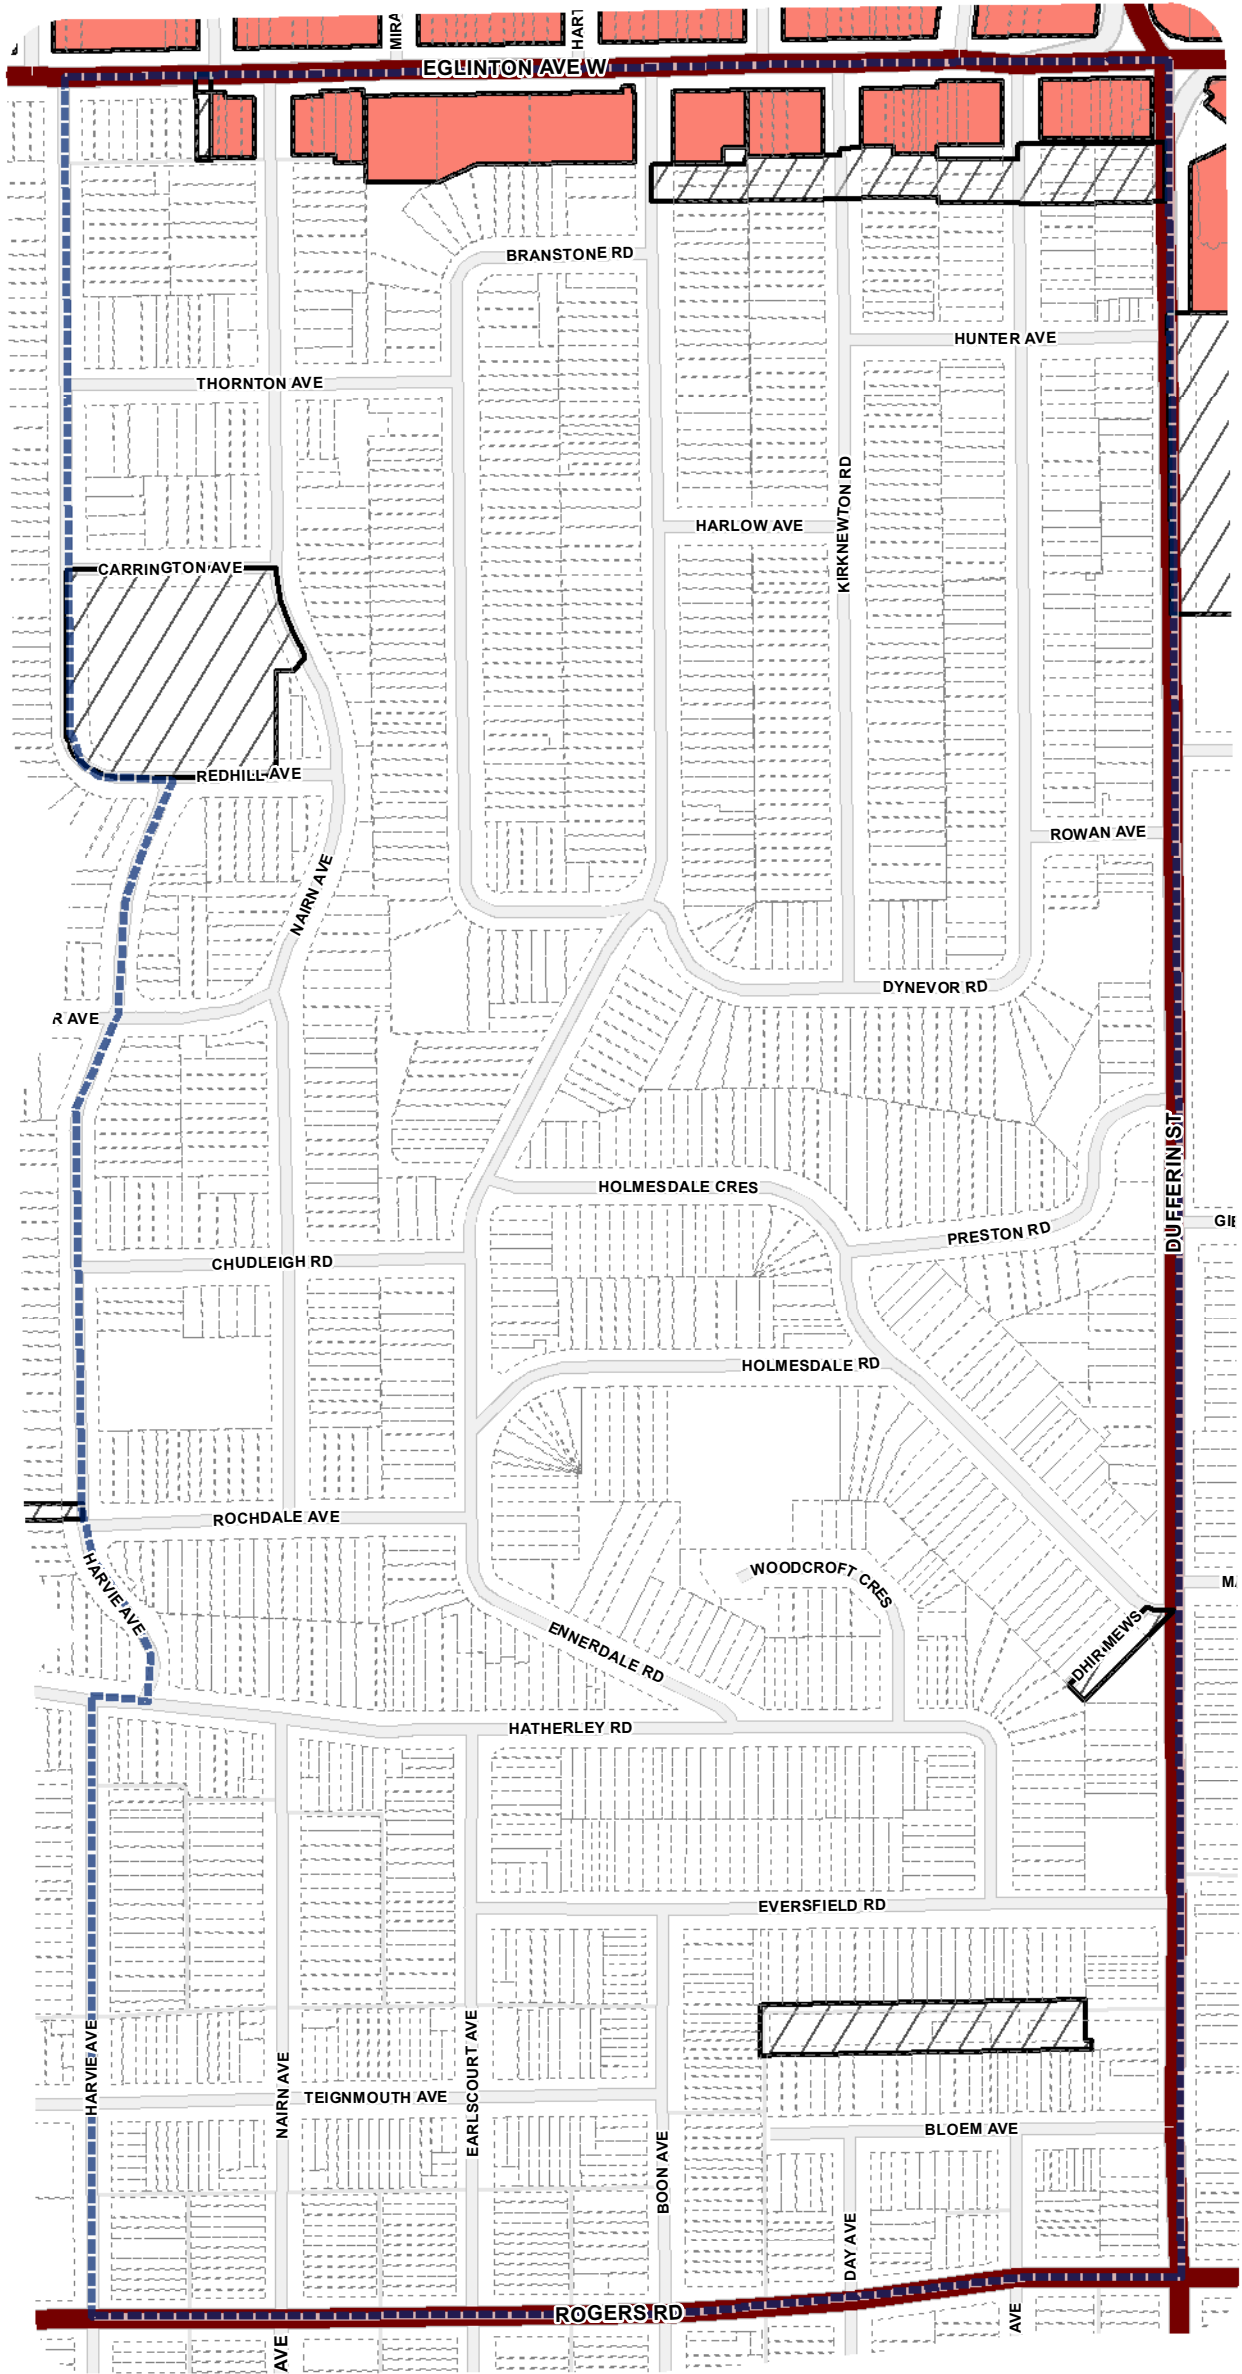 MIRA
HART
EGLINTON AVE W
BRANSTONE RD
HUNTER AVE
THORNTON AVE
KIRKNEWTON RD
HARLOW AVE
CARRINGTON AVE
REDHILL AVE
ROWAN AVE
NAIRN AVE
DYNEVOR RD
R AVE
DUFFERIN ST
HOLMESDALE CRES
PRESTON RD
GIB
CHUDLEIGH RD
HOLMESDALE RD
ROCHDALE AVE
HARVIE AVE
WOODCROFT CRES
MA
DHIR MEWS
ENNERDALE RD
HATHERLEY RD
EVERSFIELD RD
HARVIE AVE
NAIRN AVE
EARLSCOURT AVE
TEIGNMOUTH AVE
BLOEM AVE
BOON AVE
DAY AVE
ROGERS RD
AVE
AVE